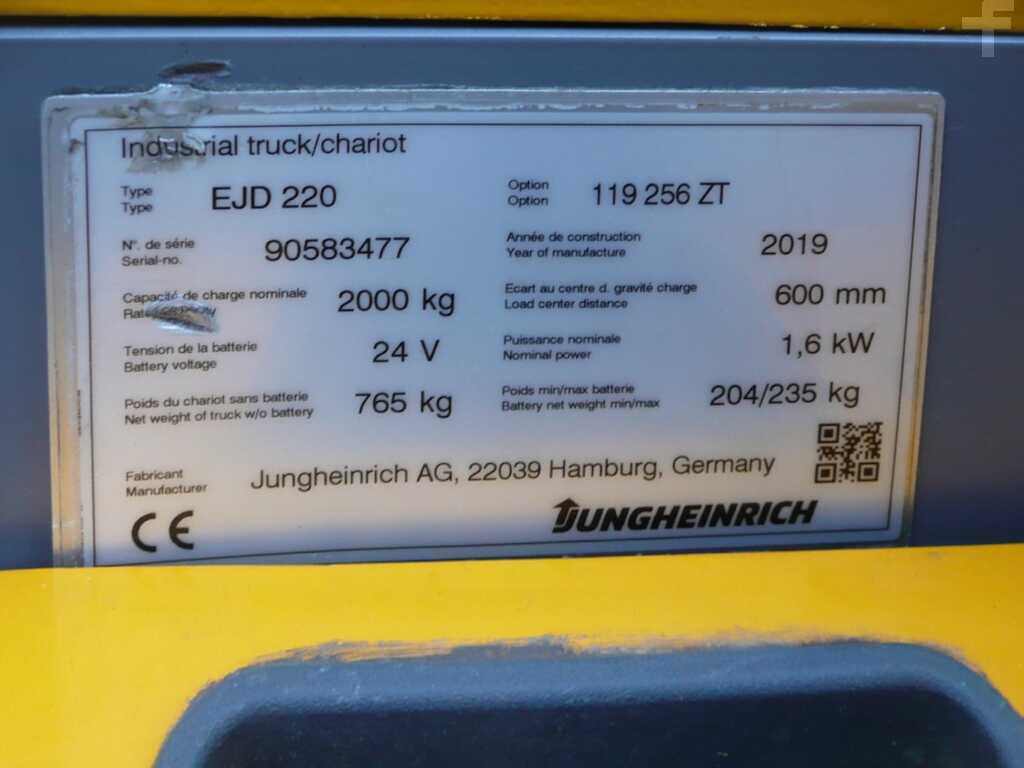 Industrial truck/chariot
Type EJD 220 Option 119 256 ZT
Type Option
N°. de série 90583477 Année de construction 2019
Serial-no. Year of manufacture
Capacité de charge nominale 2000 kg Ecart au centre d. gravité charge 600 mm
Load center distance
Tension de la batterie 24 V Puissance nominale 1,6 kW
Battery voltage Nominal power
Poids du chariot sans batterie 765 kg Poids min/max batterie 204/235 kg
Net weight of truck w/o battery Battery net weight min/max
Fabricant Jungheinrich AG, 22039 Hamburg, Germany
Manufacturer
CE JUNGHEINRICH
f